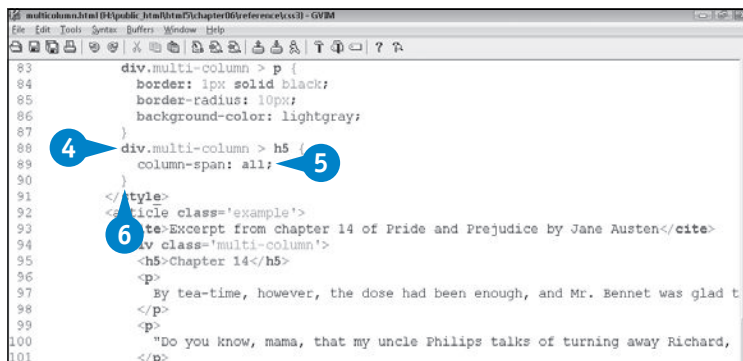 multicolumn.html (H:\public_html\html5\chapter06\reference\css3) - GVIM
File Edit Tools Syntax Buffers Window Help
83 div.multi-column > p {
84 border: 1px solid black;
85 border-radius: 10px;
86 background-color: lightgray;
87 }
88 div.multi-column > h5 {
89 column-span: all;
90 }
91 </style>
92 <article class='example'>
93 <cite>Excerpt from chapter 14 of Pride and Prejudice by Jane Austen</cite>
94 <div class='multi-column'>
95 <h5>Chapter 14</h5>
96 <p>
97 By tea-time, however, the dose had been enough, and Mr. Bennet was glad t
98 </p>
99 <p>
100 "Do you know, mama, that my uncle Philips talks of turning away Richard,
101 </p>
4
5
6